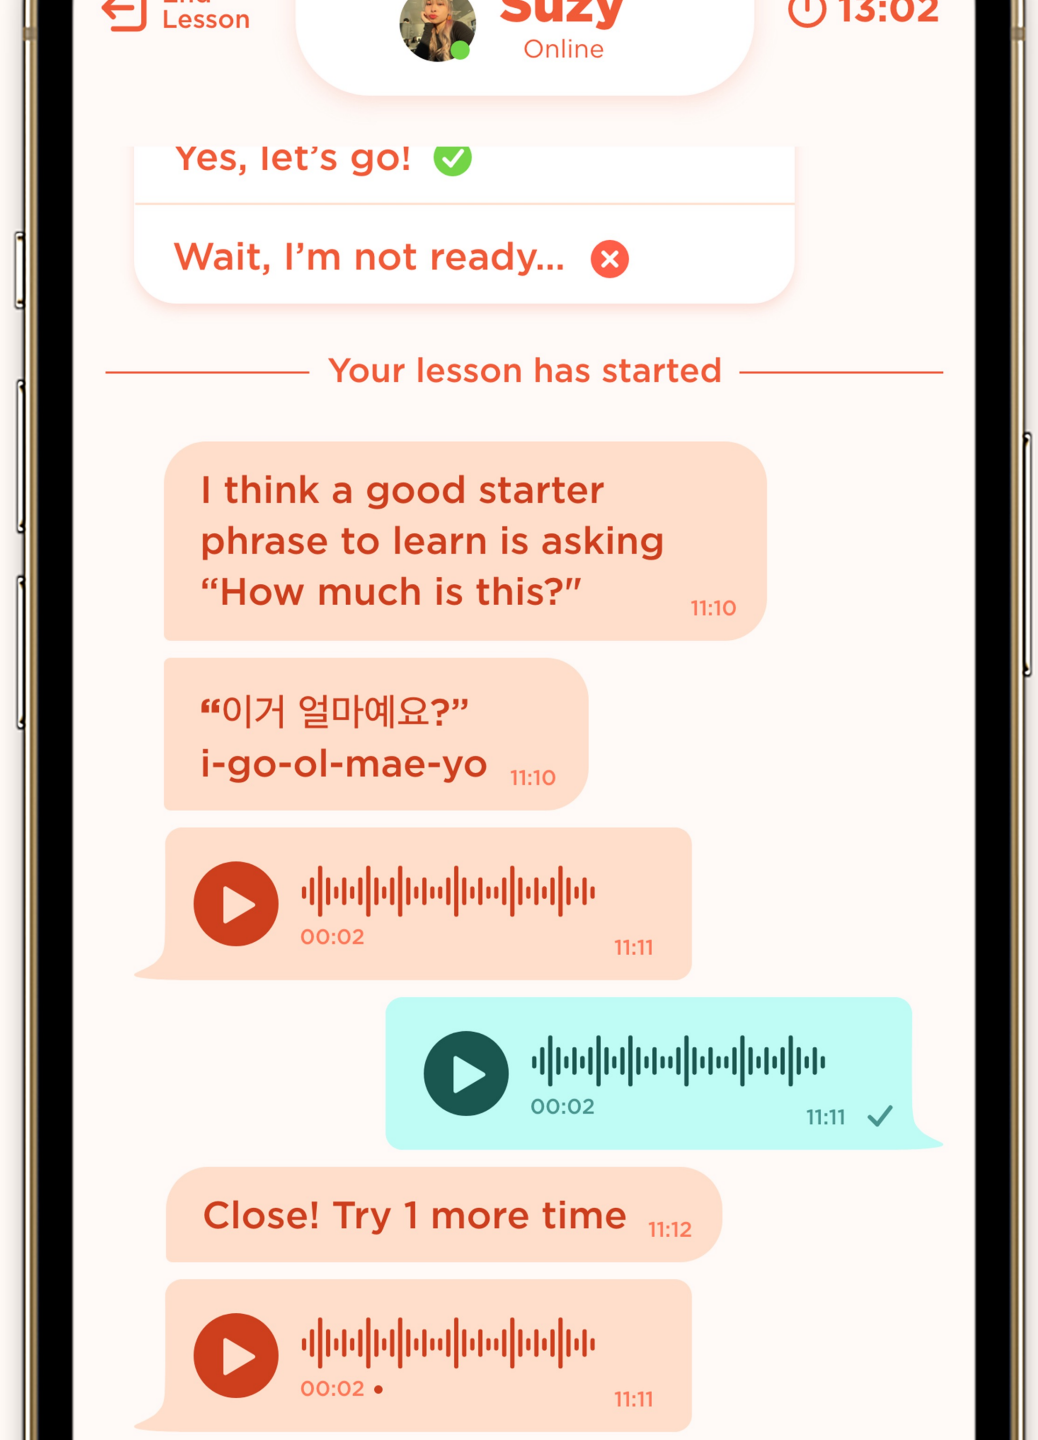 End
Lesson
Suzy
Online
13:02
Yes, let's go!
Wait, I'm not ready...
Your lesson has started
I think a good starter
phrase to learn is asking
“How much is this?"
11:10
“이거 얼마예요?”
i-go-ol-mae-yo
11:10
00:02
11:11
00:02
11:11
Close! Try 1 more time
11:12
00:02
11:11